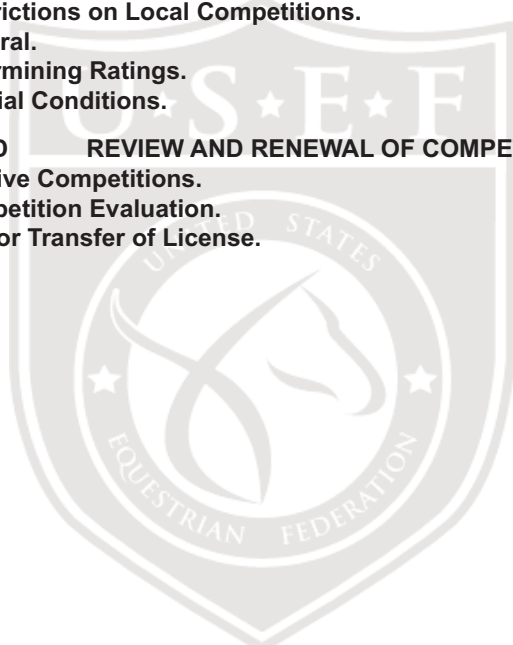 rictions on Local Competitions.
ral.
rmining Ratings.
ial Conditions.
U★S★E★F
0 REVIEW AND RENEWAL OF COMPE
ive Competitions.
petition Evaluation.
or Transfer of License.
UNITED STATES
EQUESTRIAN FEDERATION